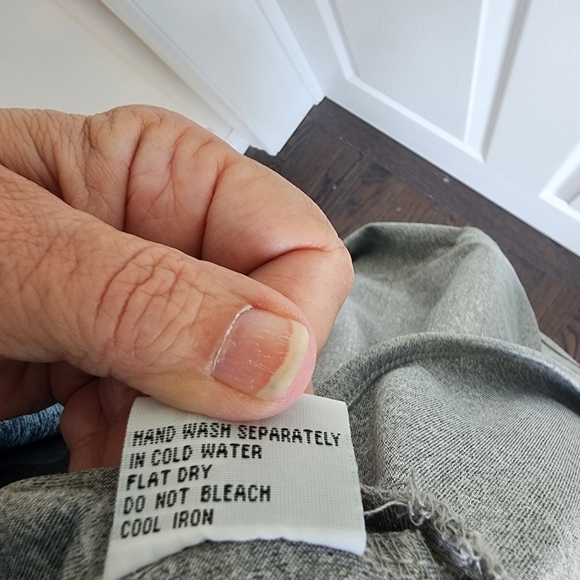 HAND WASH SEPARATELY
IN COLD WATER
FLAT DRY
DO NOT BLEACH
COOL IRON